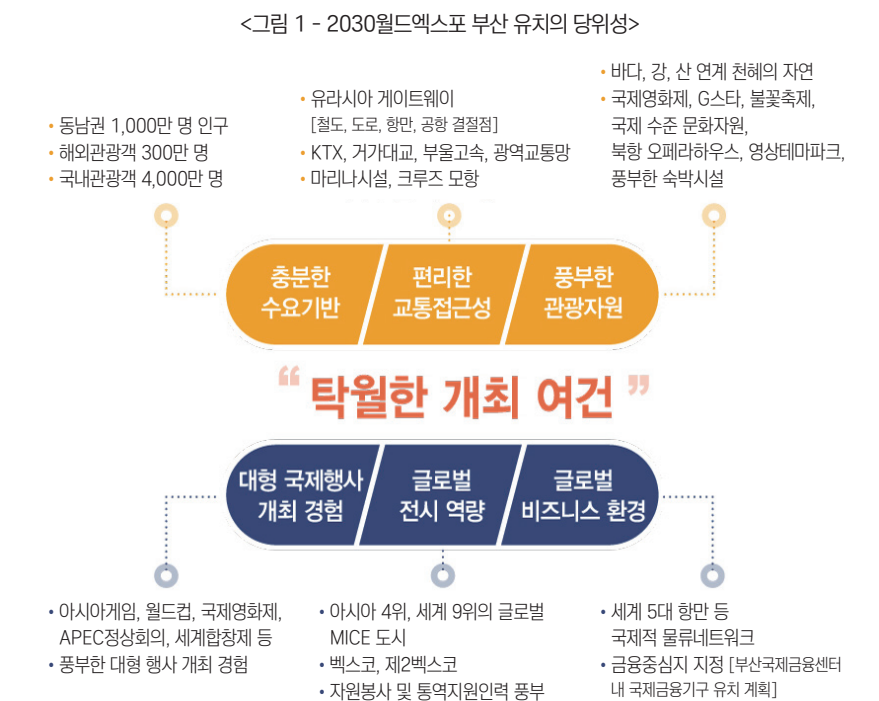 <그림 1 - 2030월드엑스포 부산 유치의 당위성>
• 동남권 1,000만 명 인구
• 해외관광객 300만 명
• 국내관광객 4,000만 명
• 유라시아 게이트웨이
[철도, 도로, 항만, 공항 결절점]
• KTX, 거가대교, 부울고속, 광역교통망
• 마리나시설, 크루즈 모항
• 바다, 강, 산 연계 천혜의 자연
• 국제영화제, G스타, 불꽃축제,
국제 수준 문화자원,
북항 오페라하우스, 영상테마파크,
풍부한 숙박시설
충분한
수요기반
편리한
교통접근성
풍부한
관광자원
“ 탁월한 개최 여건 ”
대형 국제행사
개최 경험
글로벌
전시 역량
글로벌
비즈니스 환경
• 아시아게임, 월드컵, 국제영화제,
APEC정상회의, 세계합창제 등
• 풍부한 대형 행사 개최 경험
• 아시아 4위, 세계 9위의 글로벌
MICE 도시
• 벡스코, 제2벡스코
• 자원봉사 및 통역지원인력 풍부
• 세계 5대 항만 등
국제적 물류네트워크
• 금융중심지 지정 [부산국제금융센터
내 국제금융기구 유치 계획]